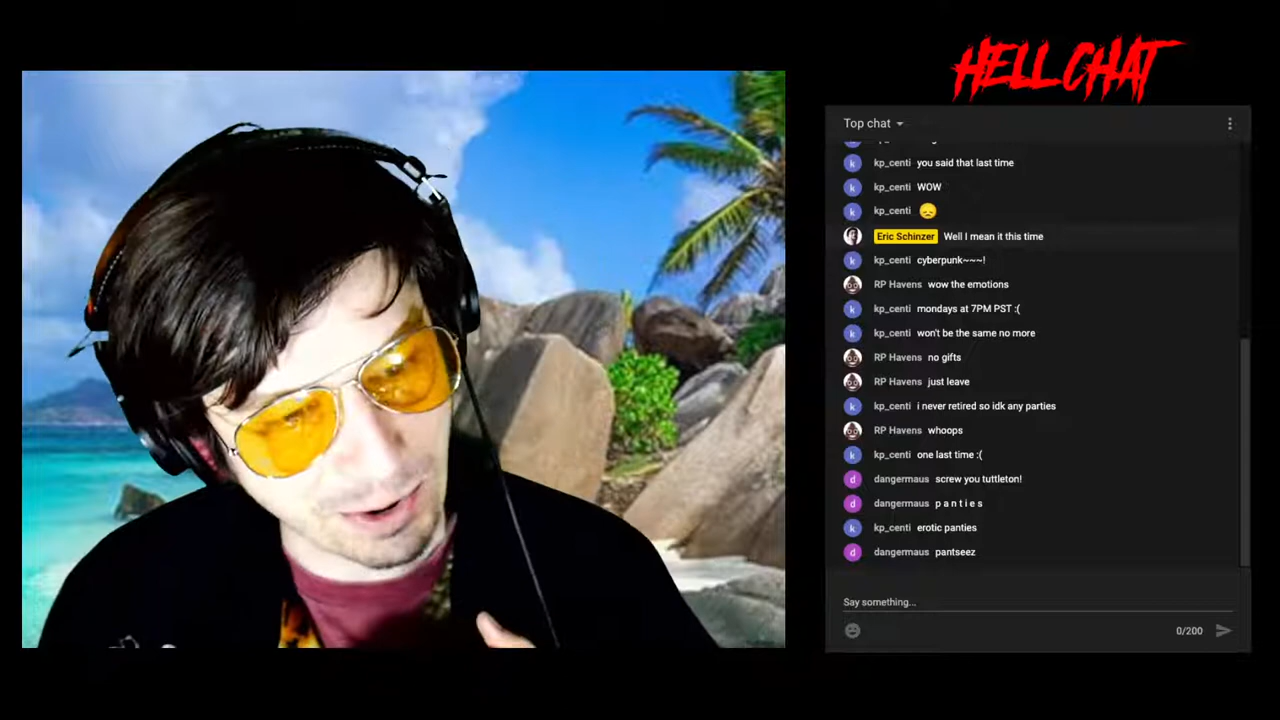 HELL CHAT
Top chat
kp_centi you said that last time
kp_centi WOW
kp_centi 😞
Eric Schinzer Well I mean it this time
kp_centi cyberpunk~~~!
RP Havens wow the emotions
kp_centi mondays at 7PM PST :(
kp_centi won't be the same no more
RP Havens no gifts
RP Havens just leave
kp_centi i never retired so idk any parties
RP Havens whoops
kp_centi one last time :(
dangermaus screw you tuttleton!
dangermaus p a n t i e s
kp_centi erotic panties
dangermaus pantseez
Say something...
0/200